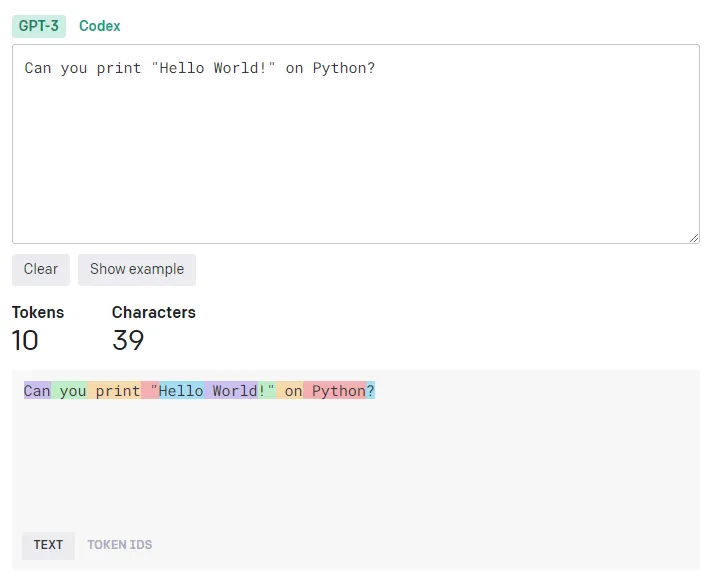 GPT-3 Codex
Can you print "Hello World!" on Python?
Clear Show example
Tokens Characters
10 39
Can you print "Hello World!" on Python?
TEXT TOKEN IDS